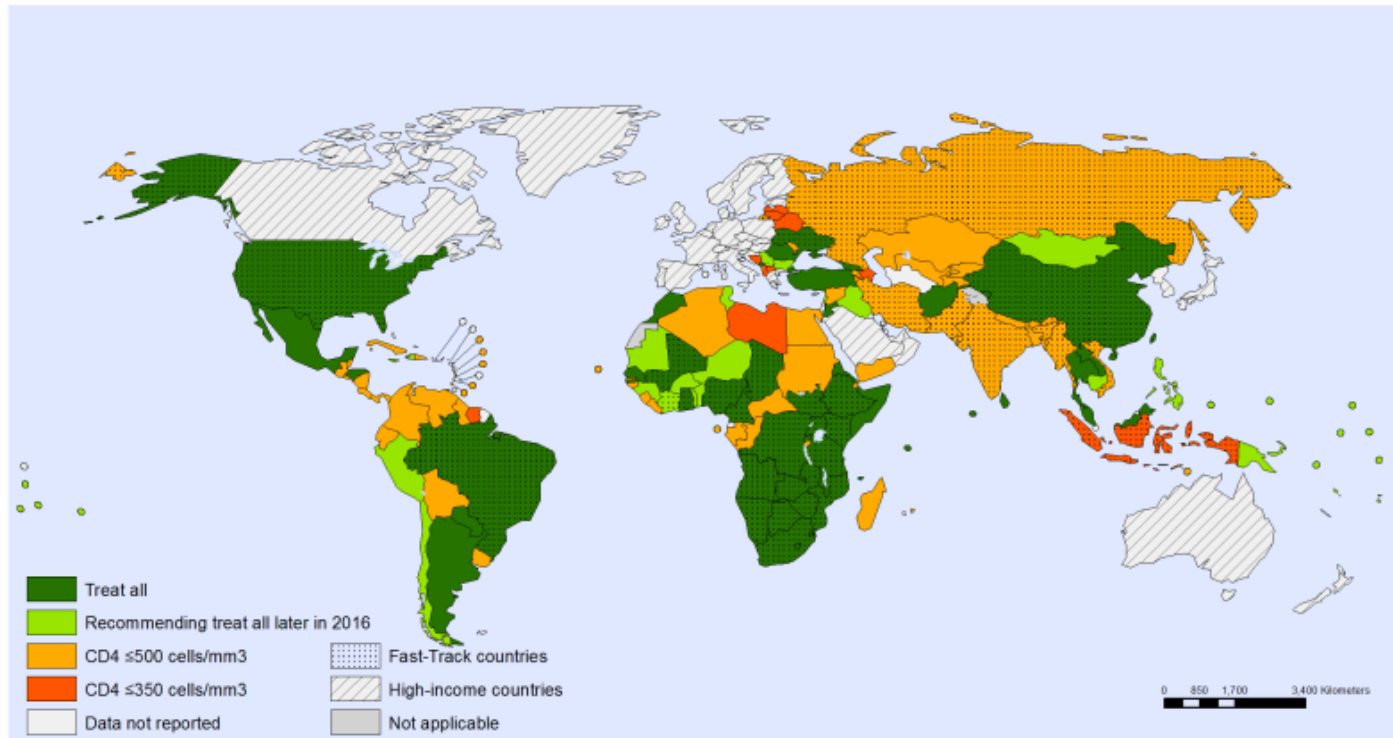 Treat all
Recommending treat all later in 2016
CD4 ≤500 cells/mm3
CD4 ≤350 cells/mm3
Data not reported
Fast-Track countries
High-income countries
Not applicable
0 850 1,700 3,400 Kilometers